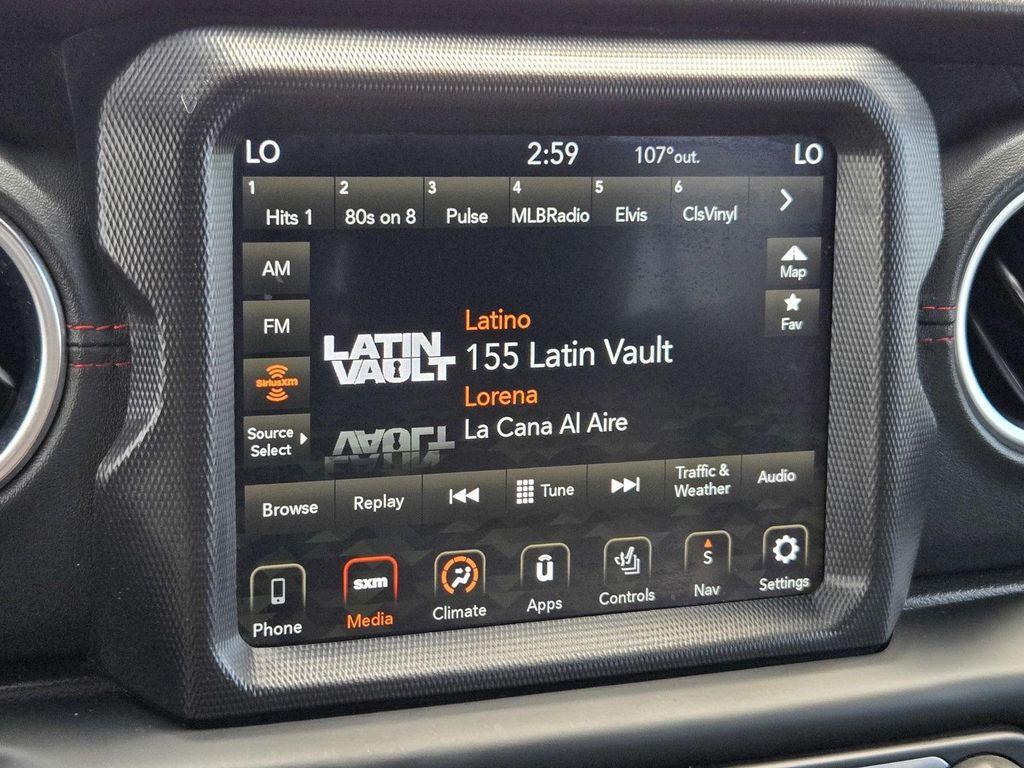 LO 2:59 107°out. LO
1 2 3 4 5 6
Hits 1 80s on 8 Pulse MLBRadio Elvis ClsVinyl
AM
Map
FM
Fav
Latino
LATIN
VAULT
155 Latin Vault
SiriusXM
Lorena
La Cana Al Aire
Source
Select
Browse Replay Tune Traffic &
Weather
Audio
sxm
u
S
Phone Media Climate Apps Controls Nav Settings